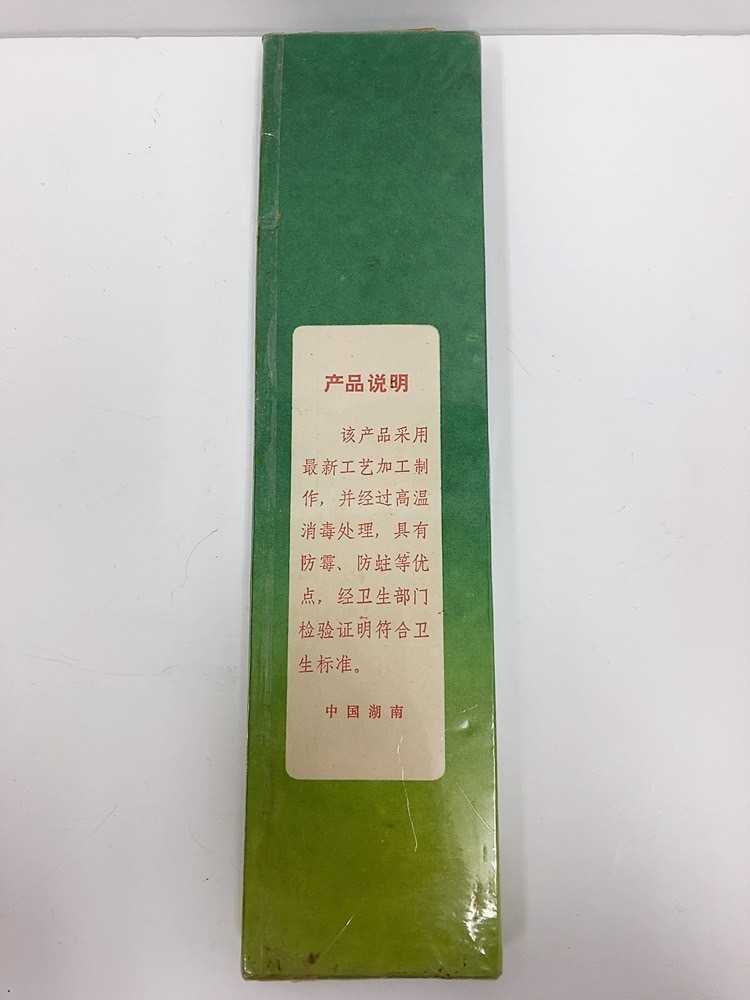 产品说明
该产品采用
最新工艺加工制
作，并经过高温
消毒处理，具有
防霉、防蛀等优
点，经卫生部门
检验证明符合卫
生标准。
中国湖南